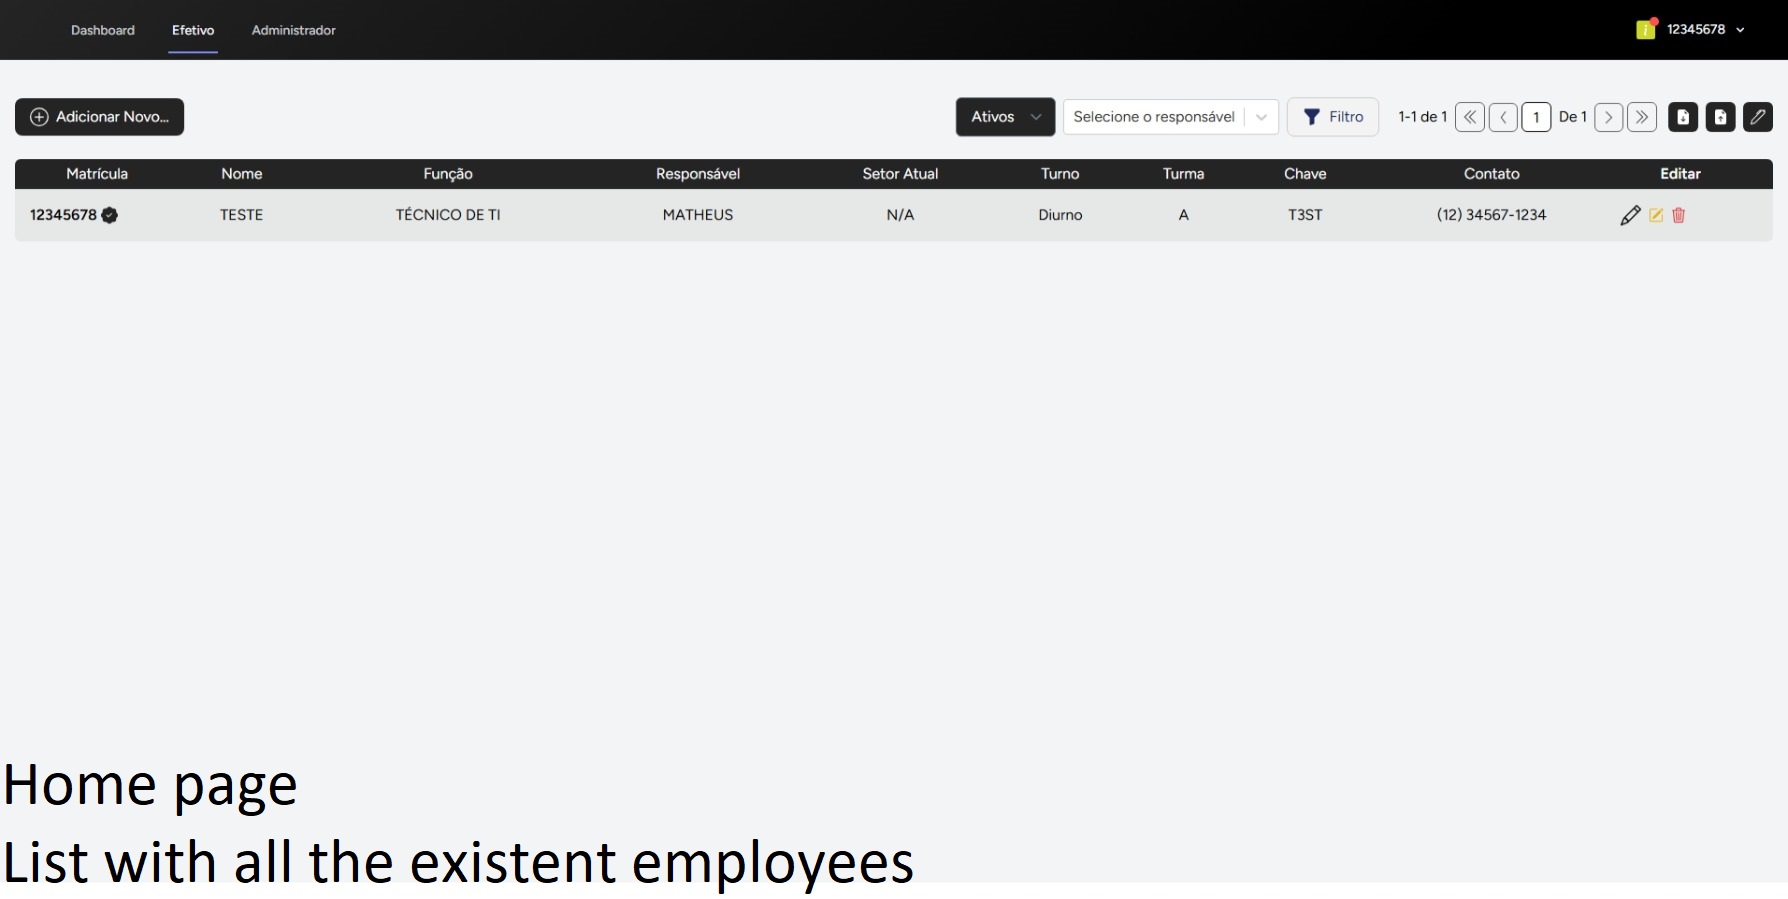 Dashboard Efetivo Administrador 12345678
Adicionar Novo... Ativos Selecione o responsável Filtro 1-1 de 1 1 De 1
Matrícula Nome Função Responsável Setor Atual Turno Turma Chave Contato Editar
12345678 TESTE TÉCNICO DE TI MATHEUS N/A Diurno A T3ST (12) 34567-1234
Home page
List with all the existent employees